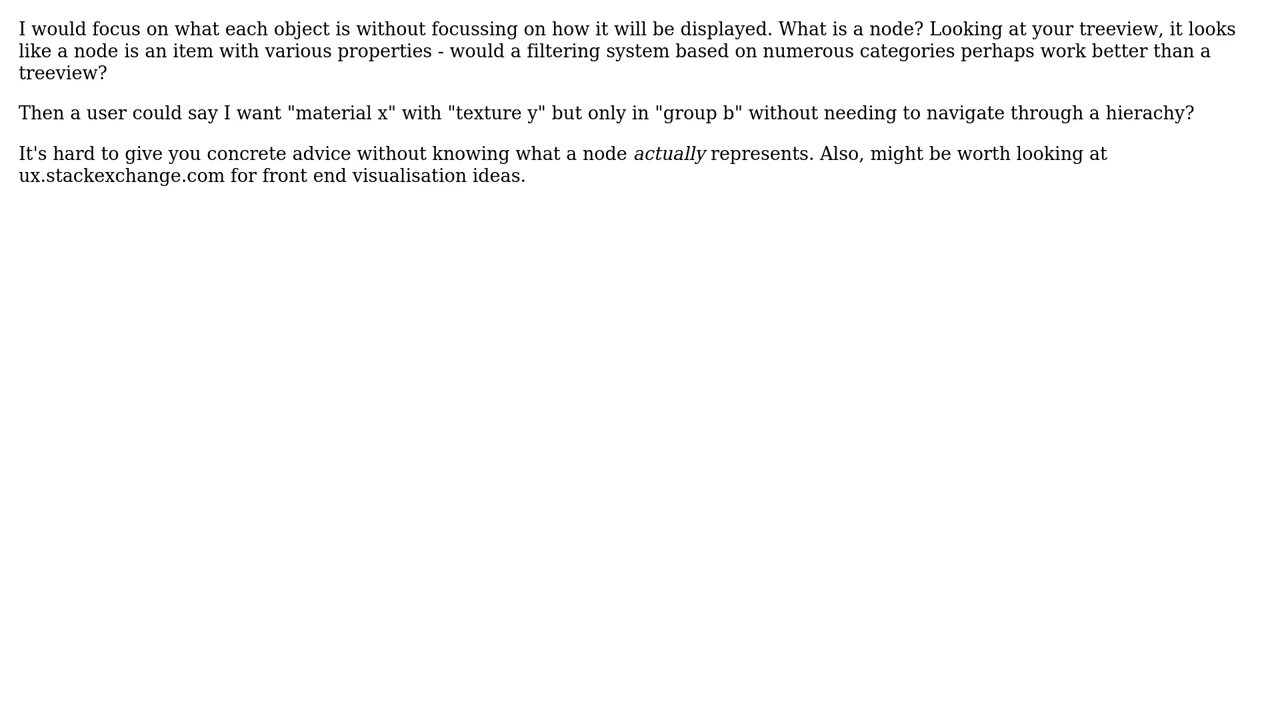 I would focus on what each object is without focussing on how it will be displayed. What is a node? Looking at your treeview, it looks
like a node is an item with various properties - would a filtering system based on numerous categories perhaps work better than a
treeview?
Then a user could say I want "material x" with "texture y" but only in "group b" without needing to navigate through a hierachy?
It's hard to give you concrete advice without knowing what a node actually represents. Also, might be worth looking at
ux.stackexchange.com for front end visualisation ideas.